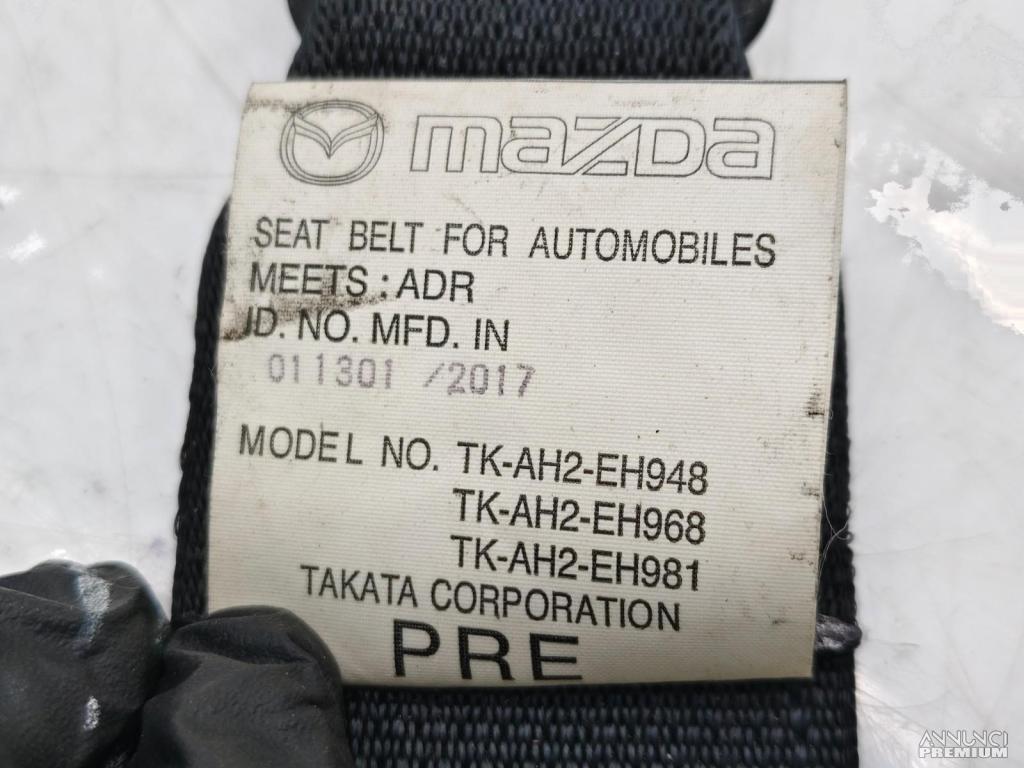 mazda
SEAT BELT FOR AUTOMOBILES
MEETS : ADR
ID. NO. MFD. IN
011301 /2017
MODEL NO. TK-AH2-EH948
TK-AH2-EH968
TK-AH2-EH981
TAKATA CORPORATION
PRE
ANNUNCI
PREMIUM